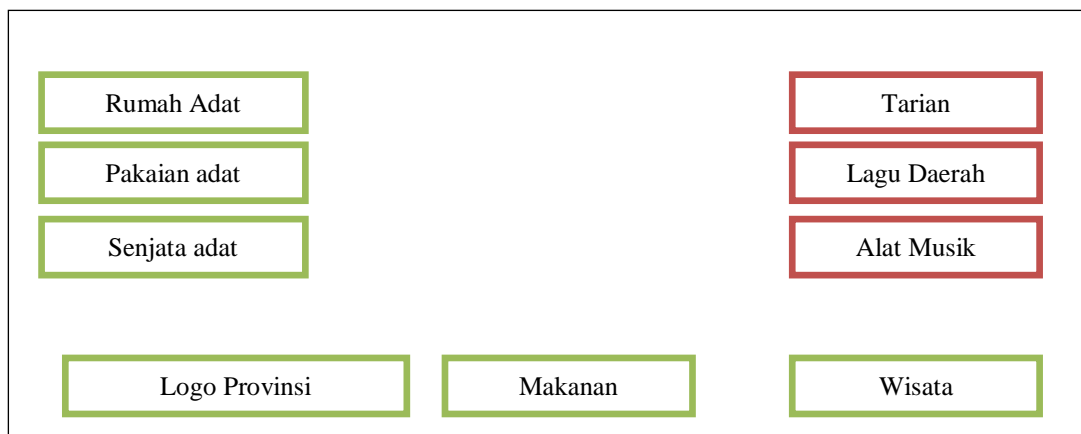 Rumah Adat
Tarian
Pakaian adat
Lagu Daerah
Senjata adat
Alat Musik
Logo Provinsi
Makanan
Wisata